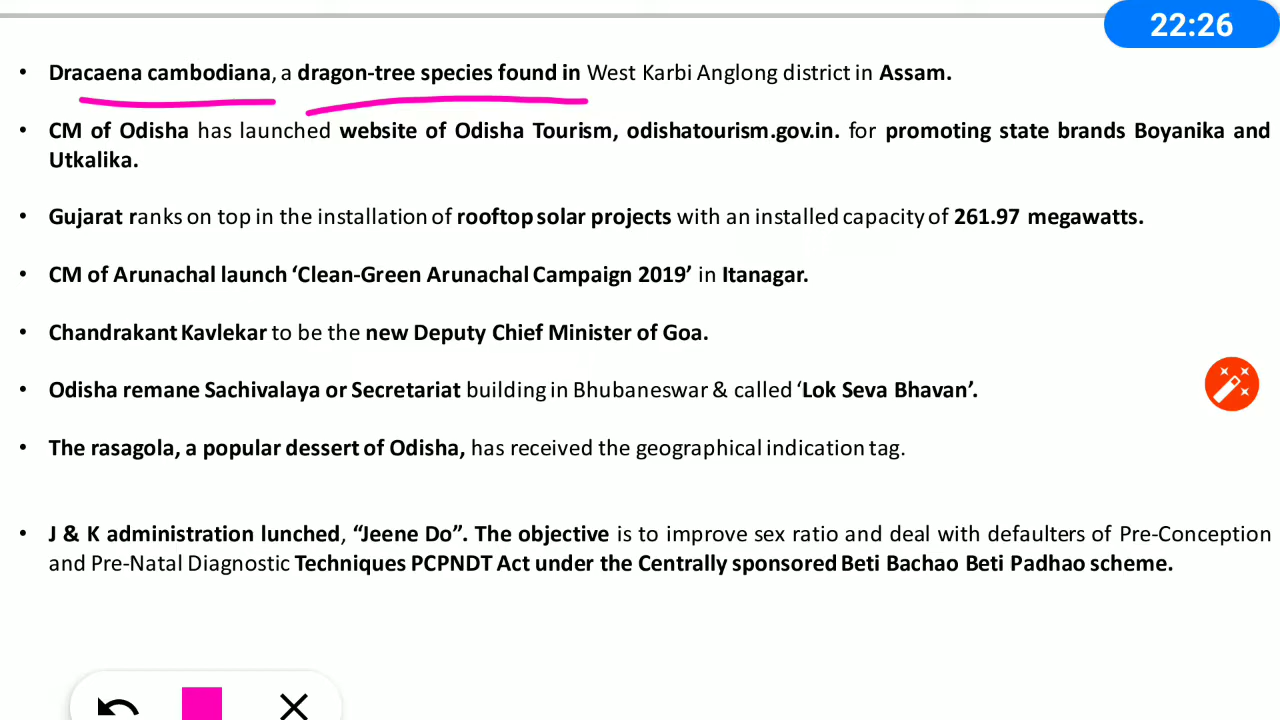 22:26
• Dracaena cambodiana, a dragon-tree species found in West Karbi Anglong district in Assam.
• CM of Odisha has launched website of Odisha Tourism, odishatourism.gov.in. for promoting state brands Boyanika and
Utkalika.
• Gujarat ranks on top in the installation of rooftop solar projects with an installed capacity of 261.97 megawatts.
• CM of Arunachal launch ‘Clean-Green Arunachal Campaign 2019’ in Itanagar.
• Chandrakant Kavlekar to be the new Deputy Chief Minister of Goa.
• Odisha remane Sachivalaya or Secretariat building in Bhubaneswar & called ‘Lok Seva Bhavan’.
• The rasagola, a popular dessert of Odisha, has received the geographical indication tag.
• J & K administration lunched, “Jeene Do”. The objective is to improve sex ratio and deal with defaulters of Pre-Conception
and Pre-Natal Diagnostic Techniques PCPNDT Act under the Centrally sponsored Beti Bachao Beti Padhao scheme.